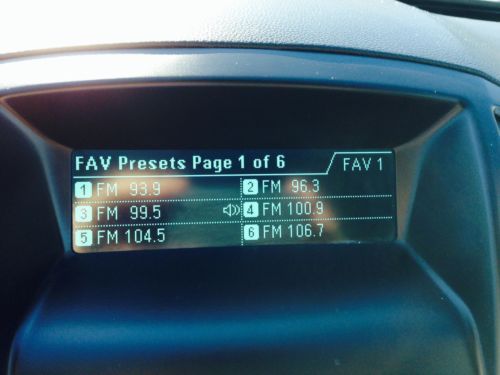 FAV Presets Page 1 of 6 FAV 1
1 FM 93.9 2 FM 96.3
3 FM 99.5 4 FM 100.9
5 FM 104.5 6 FM 106.7